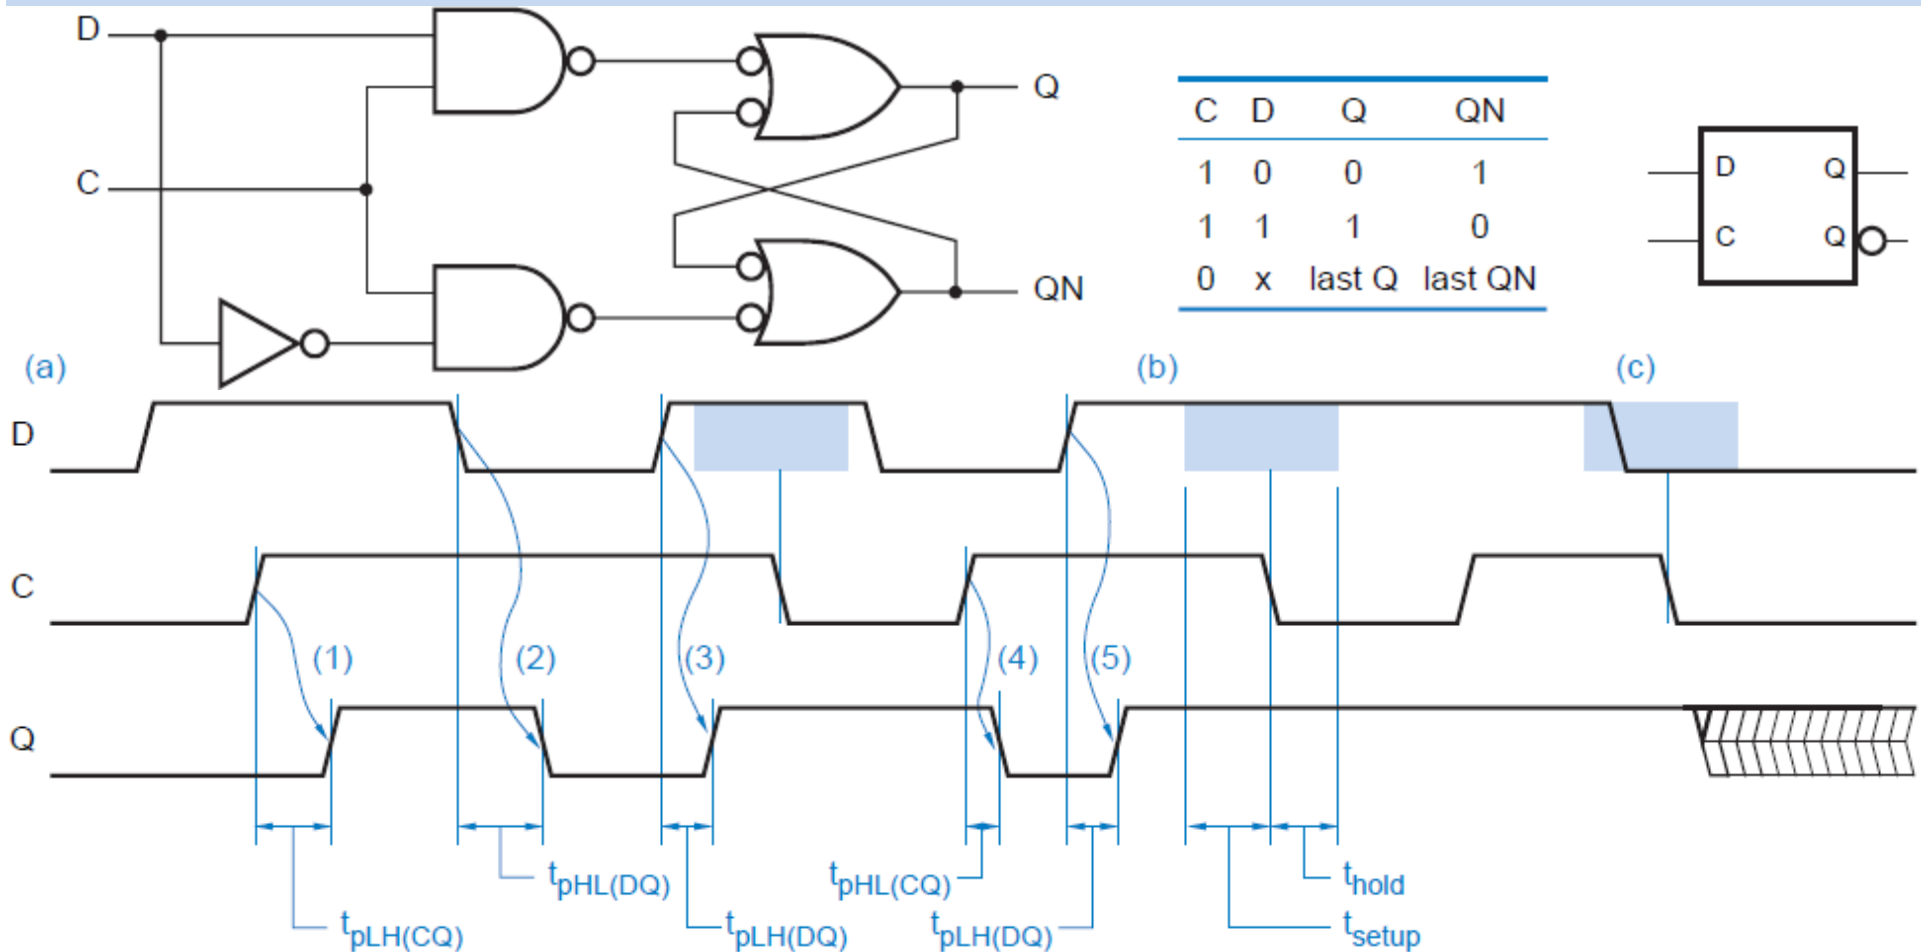 D
C
Q
QN
C D Q QN
1 0 0 1
1 1 1 0
0 x last Q last QN
D Q
C Q
(a)
(b)
(c)
D
C
(1)
(2)
(3)
(4)
(5)
Q
tpHL(DQ)
tpHL(CQ)
thold
tpLH(CQ)
tpLH(DQ)
tpLH(DQ)
tsetup